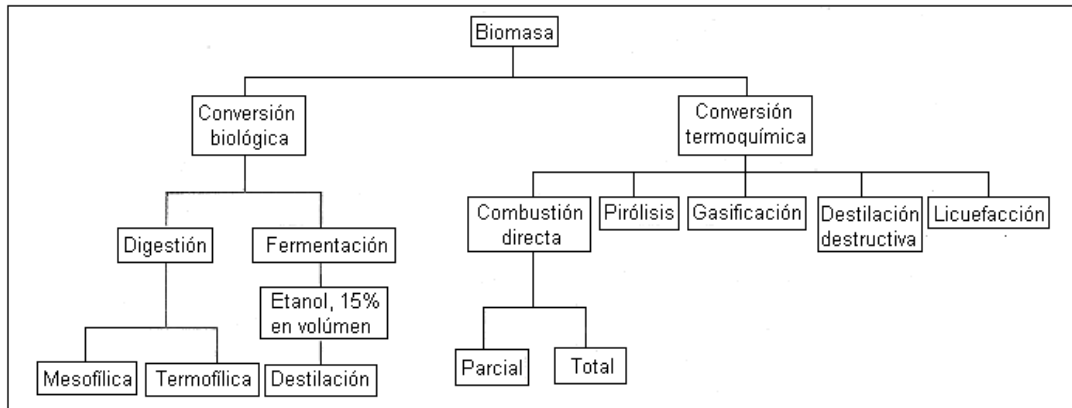 Biomasa
Conversión
biológica
Conversión
termoquímica
Digestión
Fermentación
Combustión
directa
Pirólisis
Gasificación
Destilación
destructiva
Licuefacción
Etanol, 15%
en volúmen
Mesofílica
Termofílica
Destilación
Parcial
Total